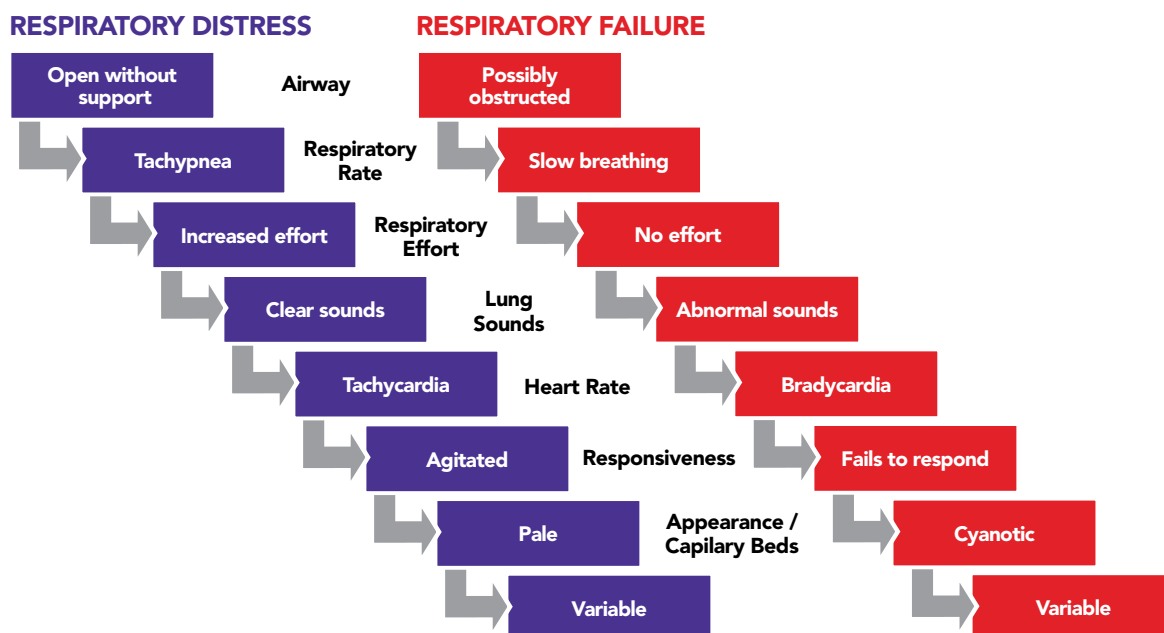 RESPIRATORY DISTRESS
RESPIRATORY FAILURE
Open without
support
Airway
Possibly
obstructed
Tachypnea
Respiratory
Rate
Slow breathing
Increased effort
Respiratory
Effort
No effort
Clear sounds
Lung
Sounds
Abnormal sounds
Tachycardia
Heart Rate
Bradycardia
Agitated
Responsiveness
Fails to respond
Pale
Appearance /
Capilary Beds
Cyanotic
Variable
Variable